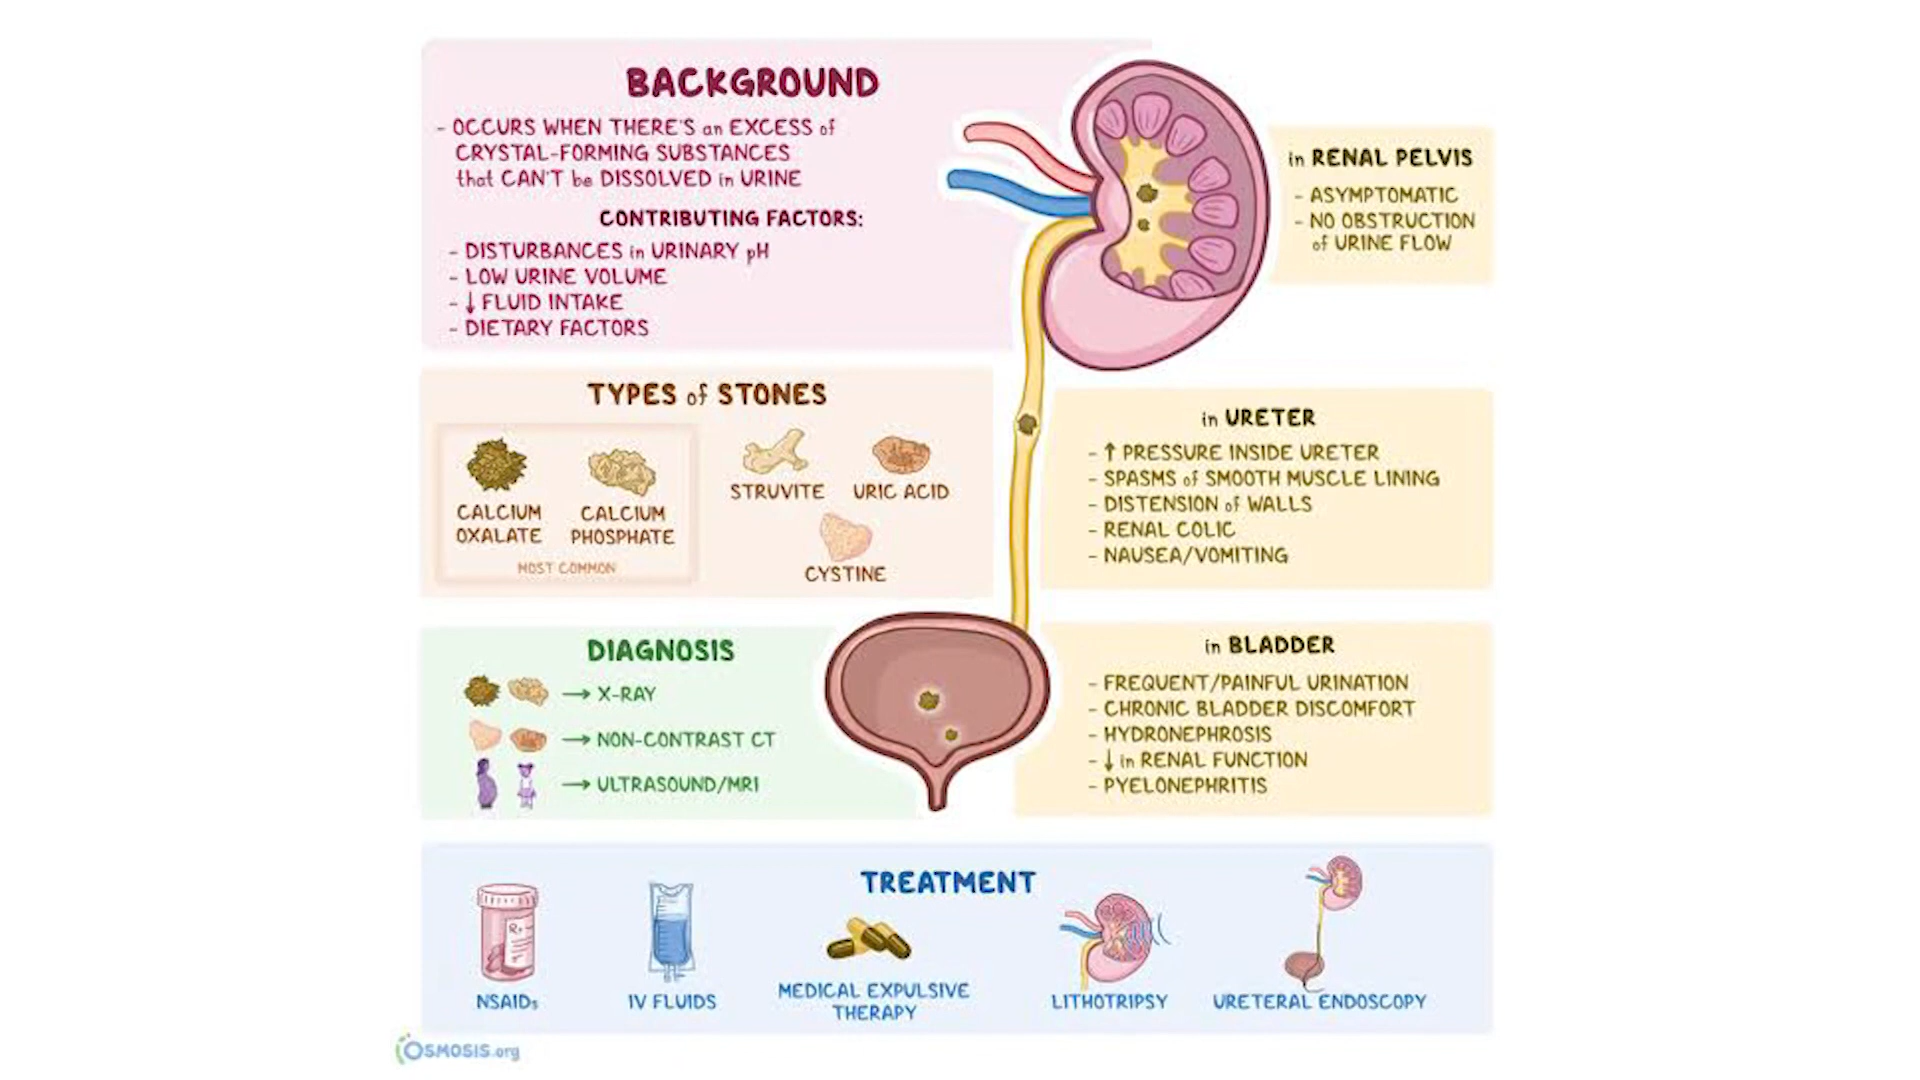 BACKGROUND
- OCCURS WHEN THERE'S an EXCESS of
CRYSTAL-FORMING SUBSTANCES
that CAN'T be DISSOLVED in URINE
CONTRIBUTING FACTORS:
- DISTURBANCES in URINARY pH
- LOW URINE VOLUME
- ↓ FLUID INTAKE
- DIETARY FACTORS
in RENAL PELVIS
- ASYMPTOMATIC
- NO OBSTRUCTION
of URINE FLOW
TYPES of STONES
CALCIUM
OXALATE
CALCIUM
PHOSPHATE
MOST COMMON
STRUVITE
URIC ACID
CYSTINE
in URETER
- ↑ PRESSURE INSIDE URETER
- SPASMS of SMOOTH MUSCLE LINING
- DISTENSION of WALLS
- RENAL COLIC
- NAUSEA/VOMITING
DIAGNOSIS
→ X-RAY
→ NON-CONTRAST CT
→ ULTRASOUND/MRI
in BLADDER
- FREQUENT/PAINFUL URINATION
- CHRONIC BLADDER DISCOMFORT
- HYDRONEPHROSIS
- ↓ in RENAL FUNCTION
- PYELONEPHRITIS
TREATMENT
Rx
NSAIDs
IV FLUIDS
MEDICAL EXPULSIVE
THERAPY
LITHOTRIPSY
URETERAL ENDOSCOPY
OSMOSIS.org